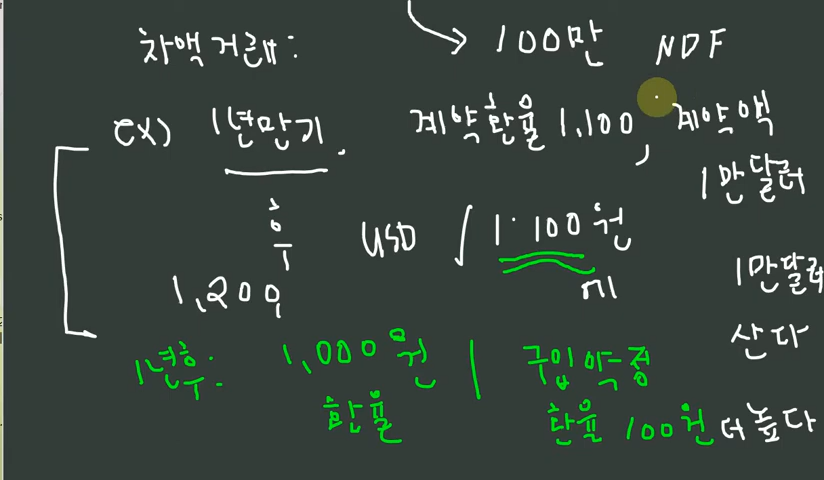 100만 NDF
차액거래:
ex) 1년만기. 계약환율 1,100, 계약액
1만달러
후 USD 1.100원
1,200, 에 1만달러
산다
1년후: 1,000원 구입약정
환율 환율 100원 더 높다